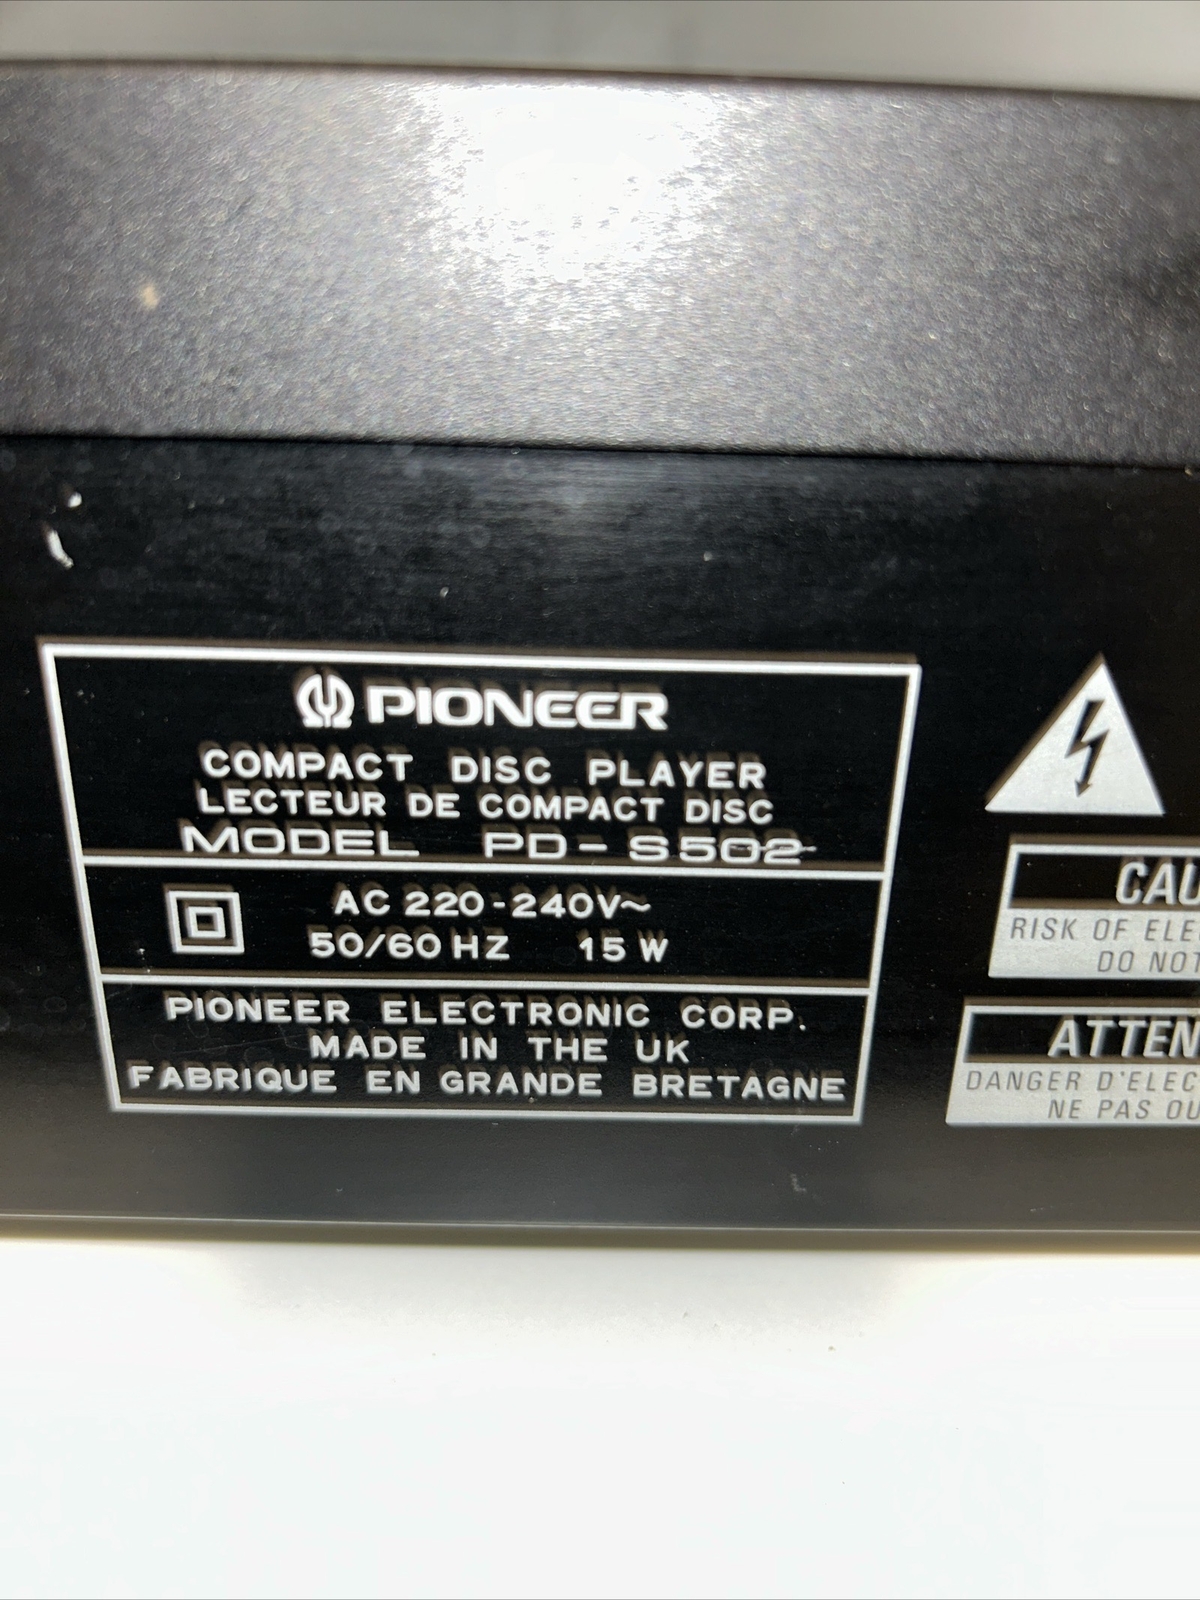 PIONEER
COMPACT DISC PLAYER
LECTEUR DE COMPACT DISC
MODEL PD-S502
AC 220-240V~
50/60 HZ 15 W
PIONEER ELECTRONIC CORP.
MADE IN THE UK
FABRIQUE EN GRANDE BRETAGNE
CAU
RISK OF ELE
DO NOT
ATTEN
DANGER D'ELEC
NE PAS OU